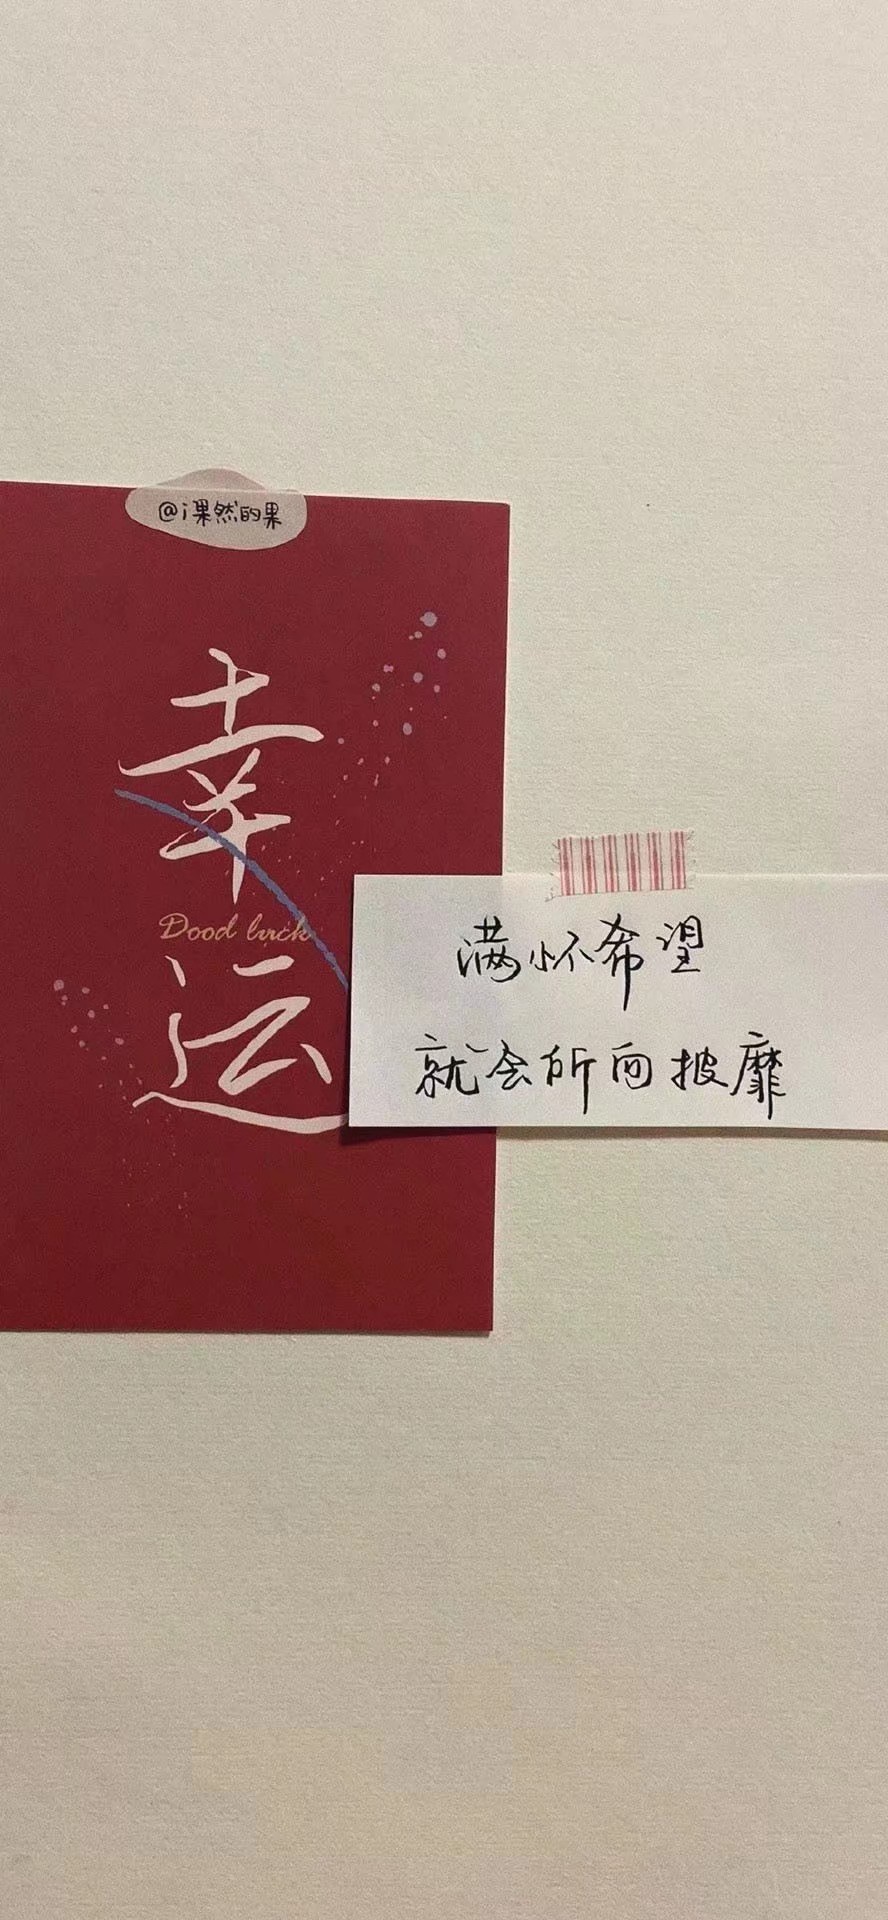 @i果然的果
幸
Dood luck
运
满怀希望
就会所向披靡